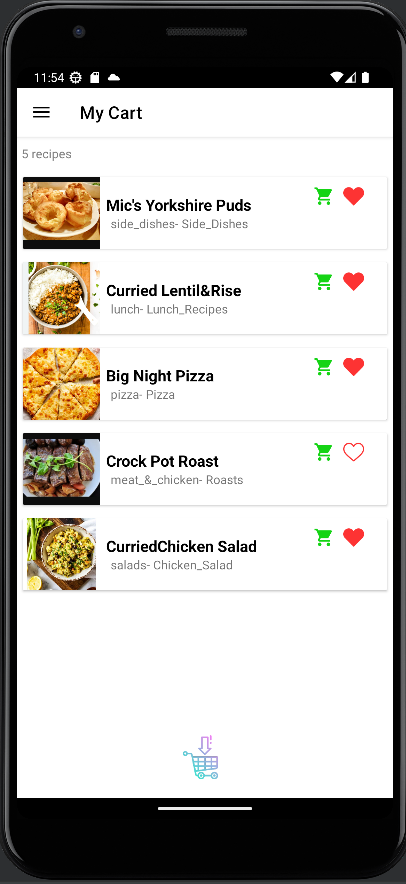 11:54
My Cart
5 recipes
Mic's Yorkshire Puds
side_dishes- Side_Dishes
Curried Lentil&Rise
lunch- Lunch_Recipes
Big Night Pizza
pizza- Pizza
Crock Pot Roast
meat_&_chicken- Roasts
CurriedChicken Salad
salads- Chicken_Salad